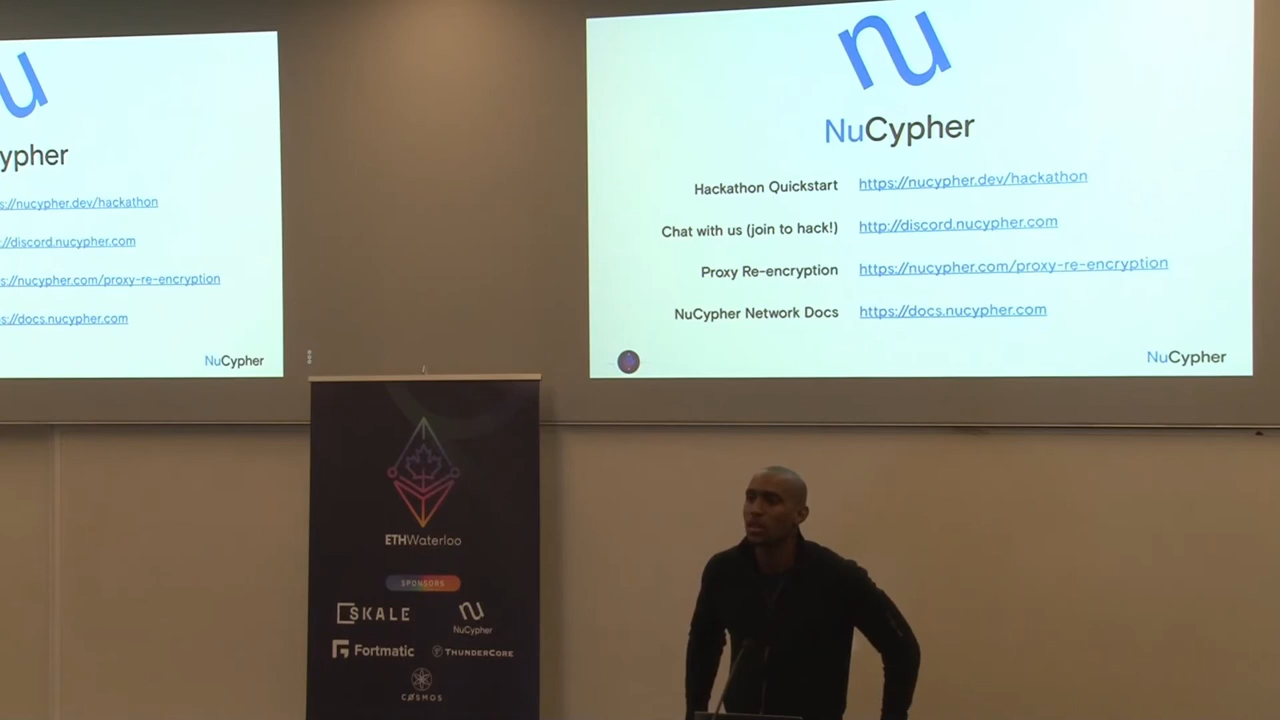 ypher
s://nucypher.dev/hackathon
://discord.nucypher.com
s://nucypher.com/proxy-re-encryption
s://docs.nucypher.com
NuCypher
NuCypher
Hackathon Quickstart https://nucypher.dev/hackathon
Chat with us (join to hack!) http://discord.nucypher.com
Proxy Re-encryption https://nucypher.com/proxy-re-encryption
NuCypher Network Docs https://docs.nucypher.com
NuCypher
ETHWaterloo
SPONSORS
SKALE
NuCypher
Fortmatic
THUNDERCORE
COSMOS